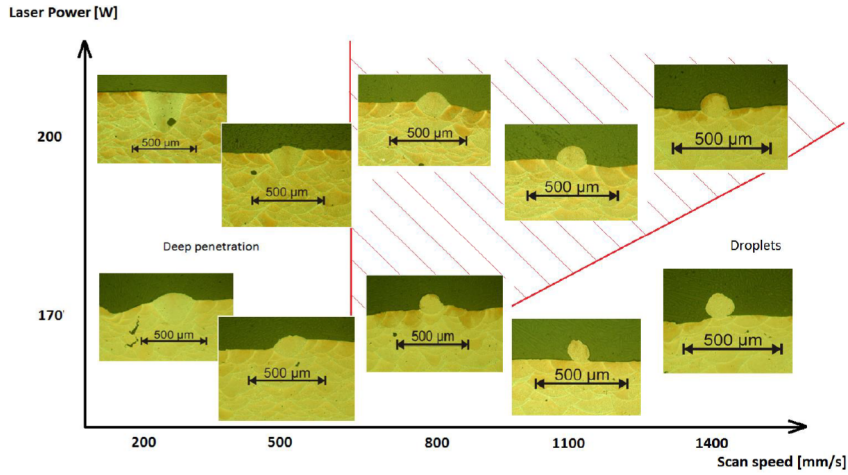 Laser Power [W]
200
500 µm
500 µm
500 µm
500 µm
500 µm
Deep penetration
Droplets
170
500 µm
500 µm
500 µm
500 µm
500 µm
200
500
800
1100
1400
Scan speed [mm/s]